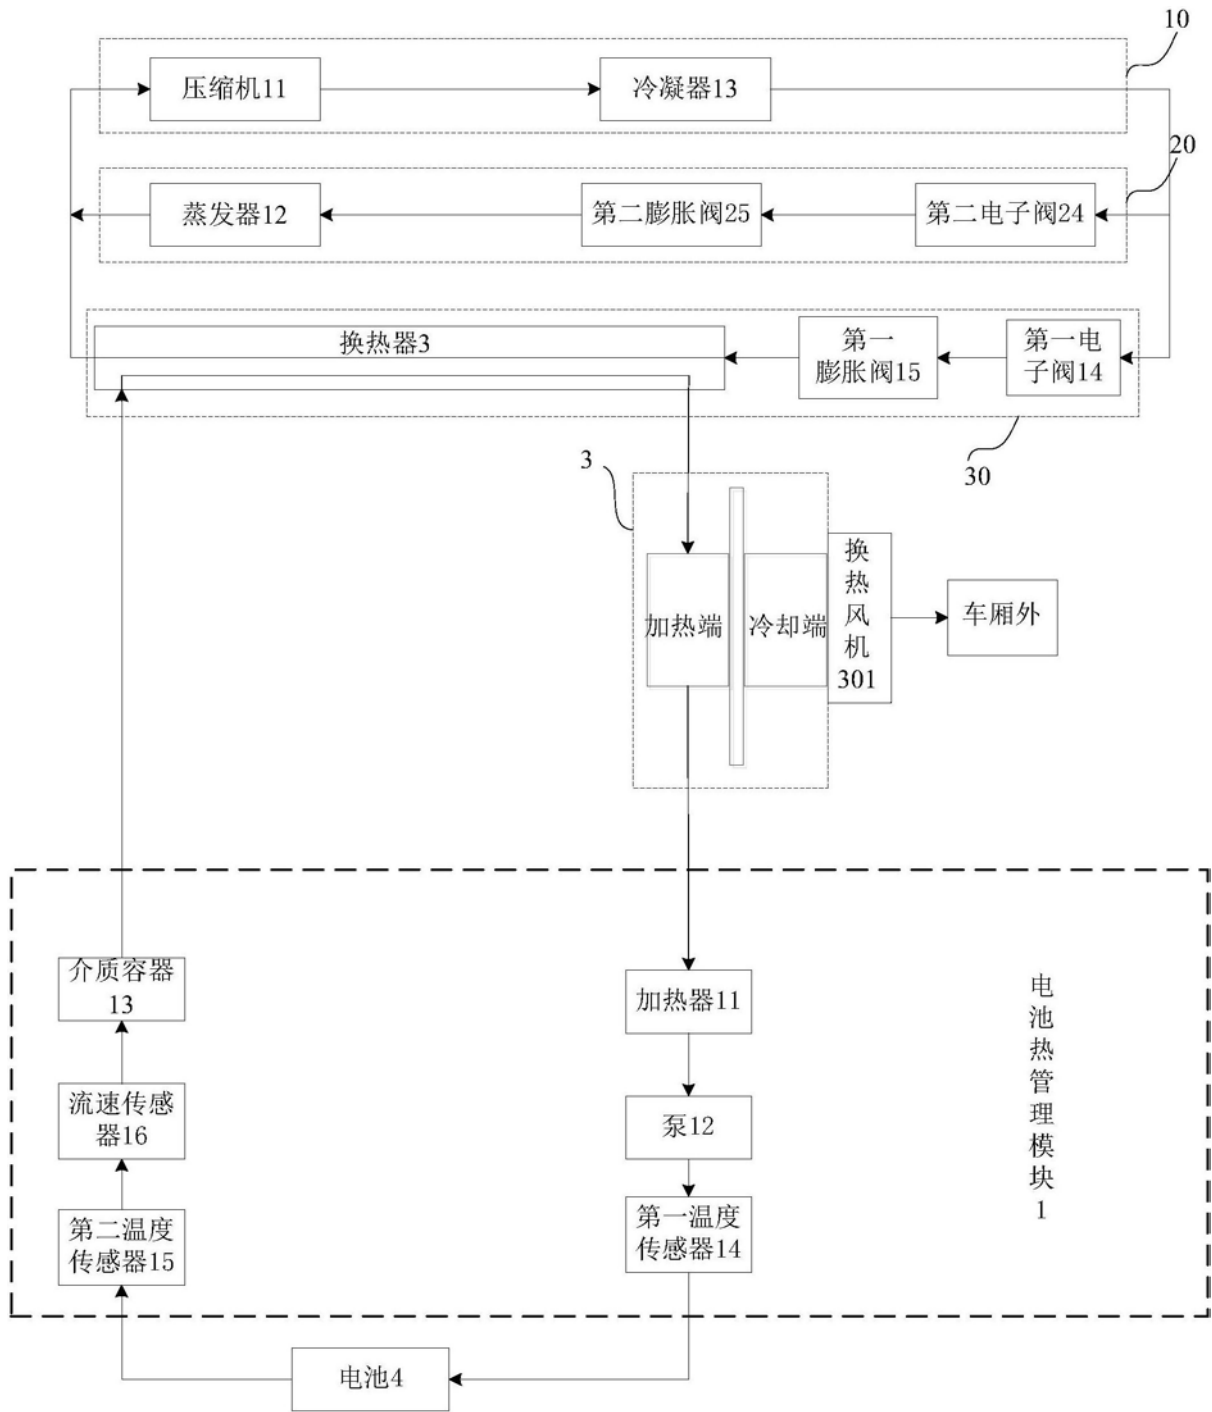 10
压缩机11
冷凝器13
20
蒸发器12
第二膨胀阀25
第二电子阀24
换热器3
第一
膨胀阀15
第一电
子阀14
30
3
加热端
冷却端
换
热
风
机
301
车厢外
介质容器
13
加热器11
电
池
热
管
理
模
块
1
流速传感
器16
泵12
第二温度
传感器15
第一温度
传感器14
电池4